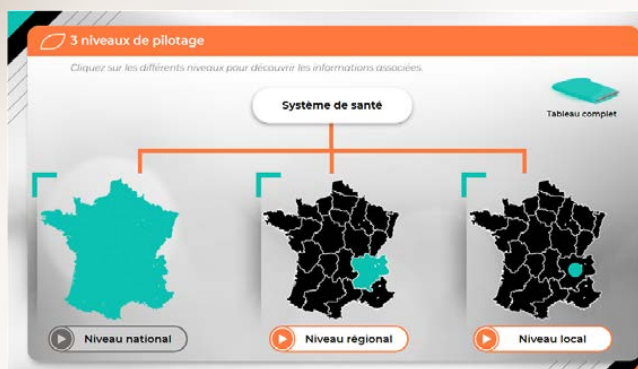 3 niveaux de pilotage
Cliquez sur les différents niveaux pour découvrir les informations associées.
Système de santé
Tableau complet
Niveau national
Niveau régional
Niveau local